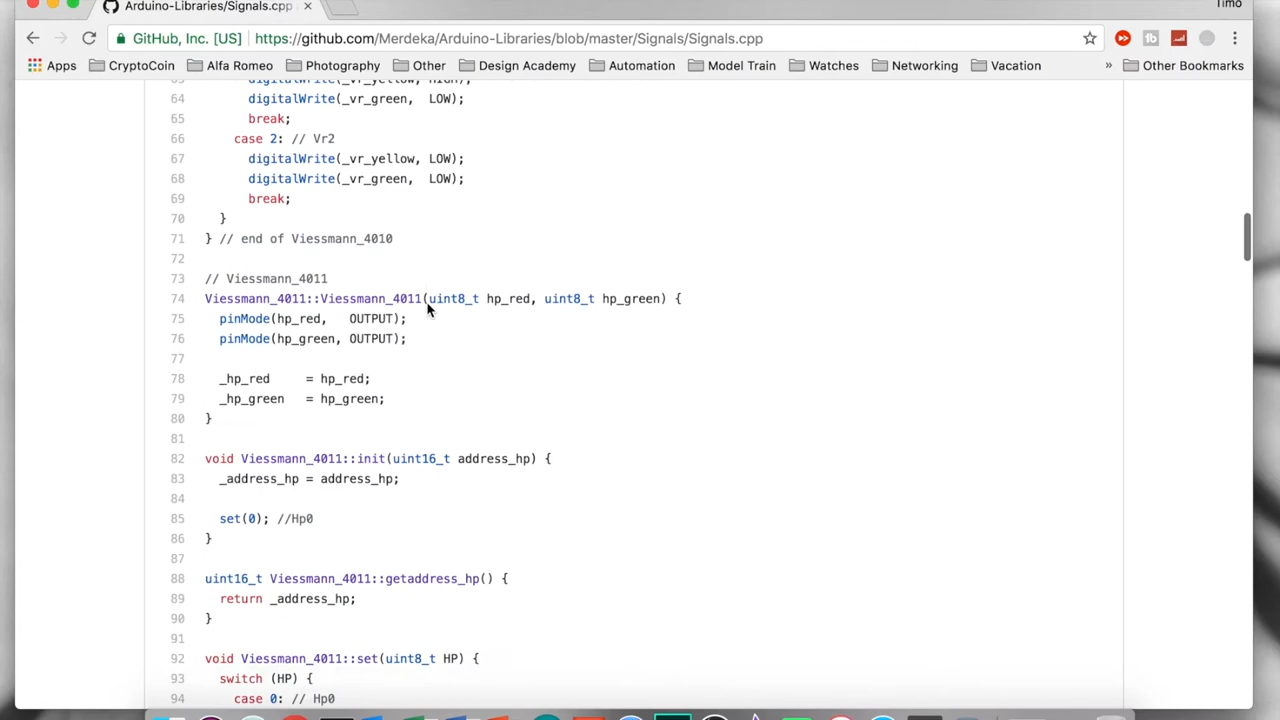 Timo
Arduino-Libraries/Signals.cpp
GitHub, Inc. [US] https://github.com/Merdeka/Arduino-Libraries/blob/master/Signals/Signals.cpp
Apps CryptoCoin Alfa Romeo Photography Other Design Academy Automation Model Train Watches Networking Vacation » Other Bookmarks
64 digitalWrite(_vr_green, LOW);
65 break;
66 case 2: // Vr2
67 digitalWrite(_vr_yellow, LOW);
68 digitalWrite(_vr_green, LOW);
69 break;
70 }
71 } // end of Viessmann_4010
72
73 // Viessmann_4011
74 Viessmann_4011::Viessmann_4011(uint8_t hp_red, uint8_t hp_green) {
75 pinMode(hp_red, OUTPUT);
76 pinMode(hp_green, OUTPUT);
77
78 _hp_red = hp_red;
79 _hp_green = hp_green;
80 }
81
82 void Viessmann_4011::init(uint16_t address_hp) {
83 _address_hp = address_hp;
84
85 set(0); //Hp0
86 }
87
88 uint16_t Viessmann_4011::getaddress_hp() {
89 return _address_hp;
90 }
91
92 void Viessmann_4011::set(uint8_t HP) {
93 switch (HP) {
94 case 0: // Hp0